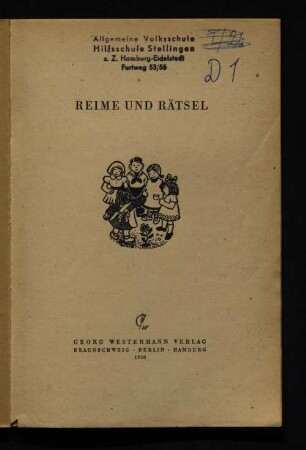 Allgemeine Volksschule
Hilfsschule Stellingen
z. Z. Hamburg-Eidelstedt
Furtweg 53/56
D 1
REIME UND RÄTSEL
GEORG WESTERMANN VERLAG
BRAUNSCHWEIG · BERLIN · HAMBURG